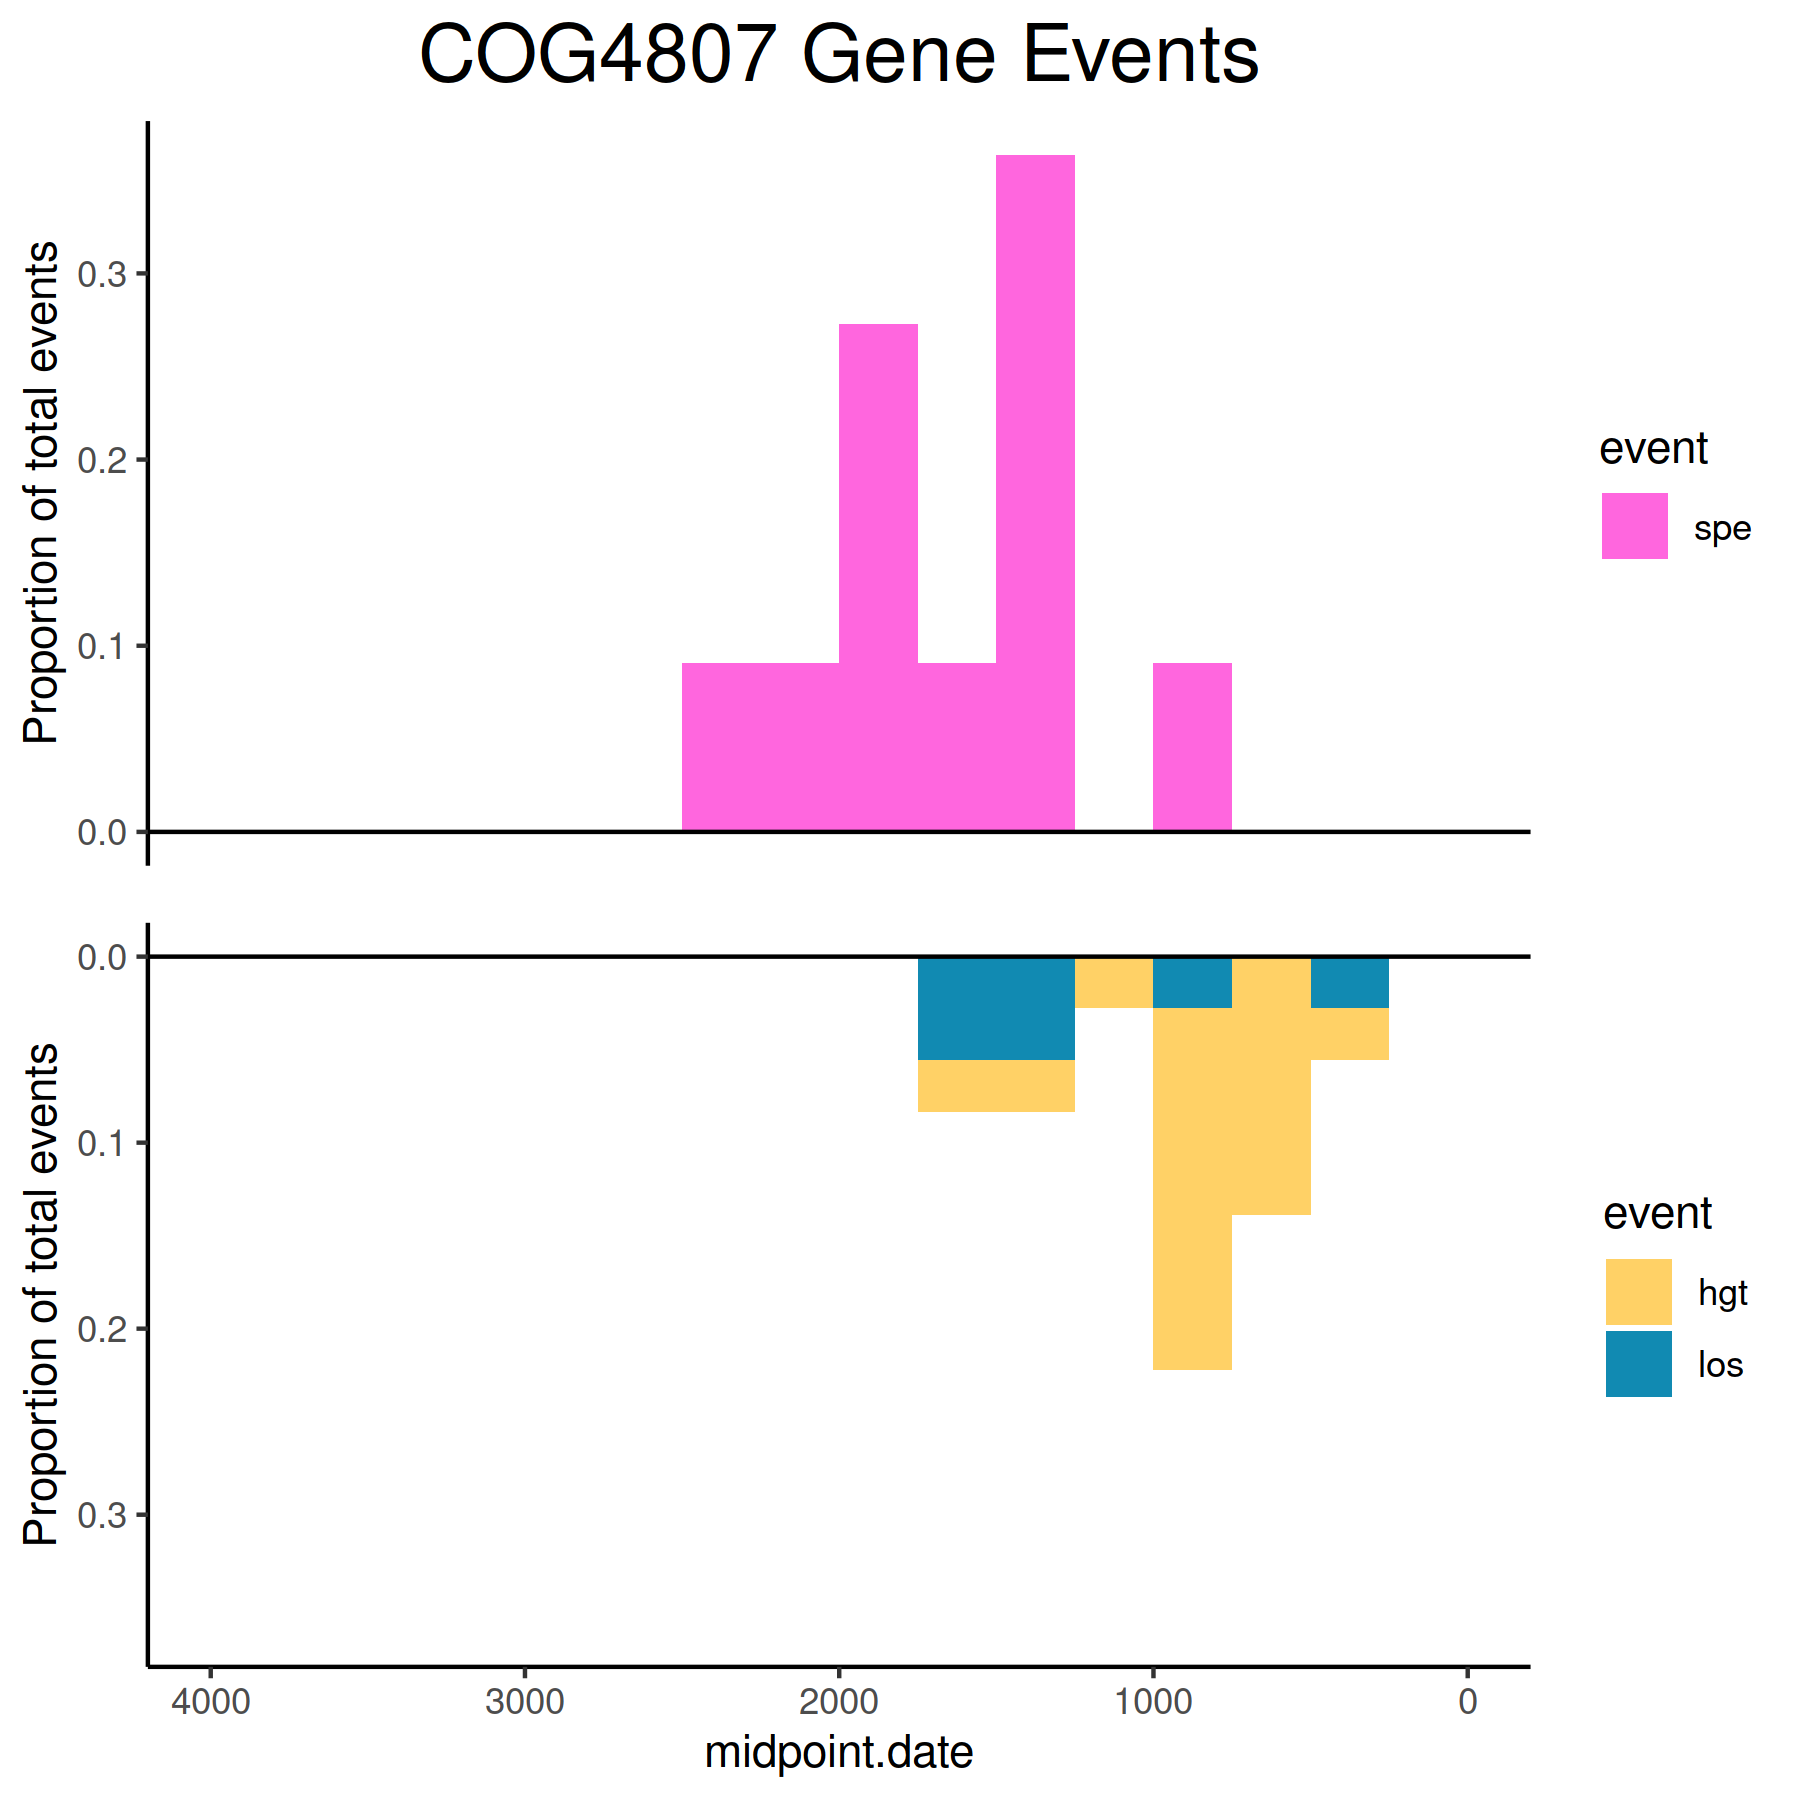 COG4807 Gene Events
Proportion of total events
0.3
0.2
0.1
0.0
event
spe
Proportion of total events
0.0
0.1
0.2
0.3
event
hgt
los
4000 3000 2000 1000 0
midpoint.date